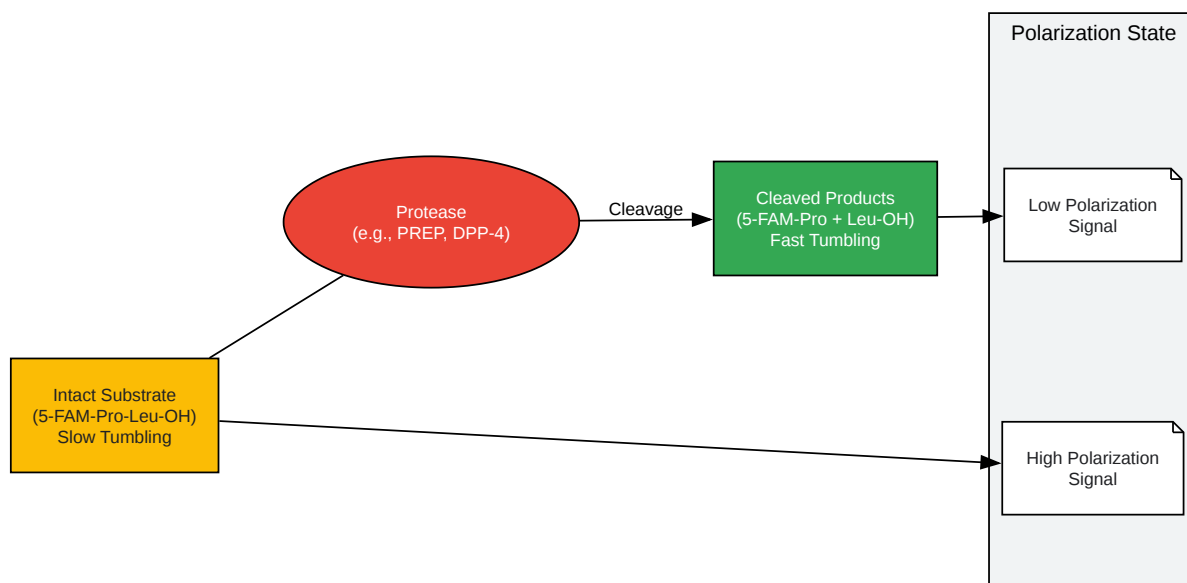 Polarization State
Protease
(e.g., PREP, DPP-4)
Cleavage
Cleaved Products
(5-FAM-Pro + Leu-OH)
Fast Tumbling
Low Polarization
Signal
Intact Substrate
(5-FAM-Pro-Leu-OH)
Slow Tumbling
High Polarization
Signal